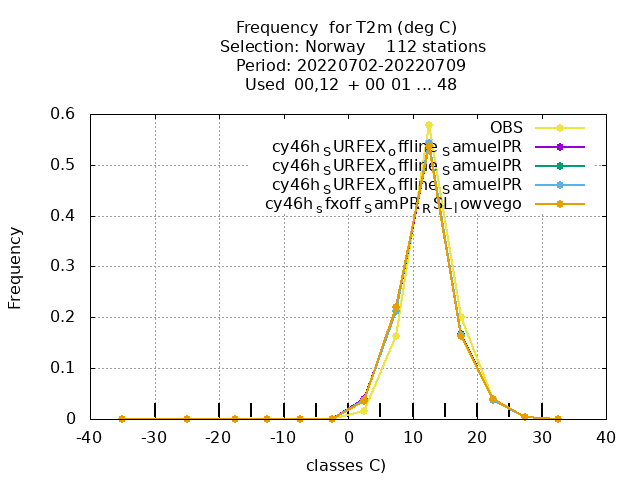 Frequency  for T2m (deg C)
Selection: Norway    112 stations
Period: 20220702-20220709
Used  00,12  + 00 01 ... 48
0.6
0.5
0.4
0.3
0.2
0.1
0
Frequency
OBS
cy46h_SURFEX_offline_SamuelPR
cy46h_SURFEX_offline_SamuelPR
cy46h_SURFEX_offline_SamuelPR
cy46h_sfxoff_SamPR_RSL_lowvego
-40 -30 -20 -10 0 10 20 30 40
classes C)